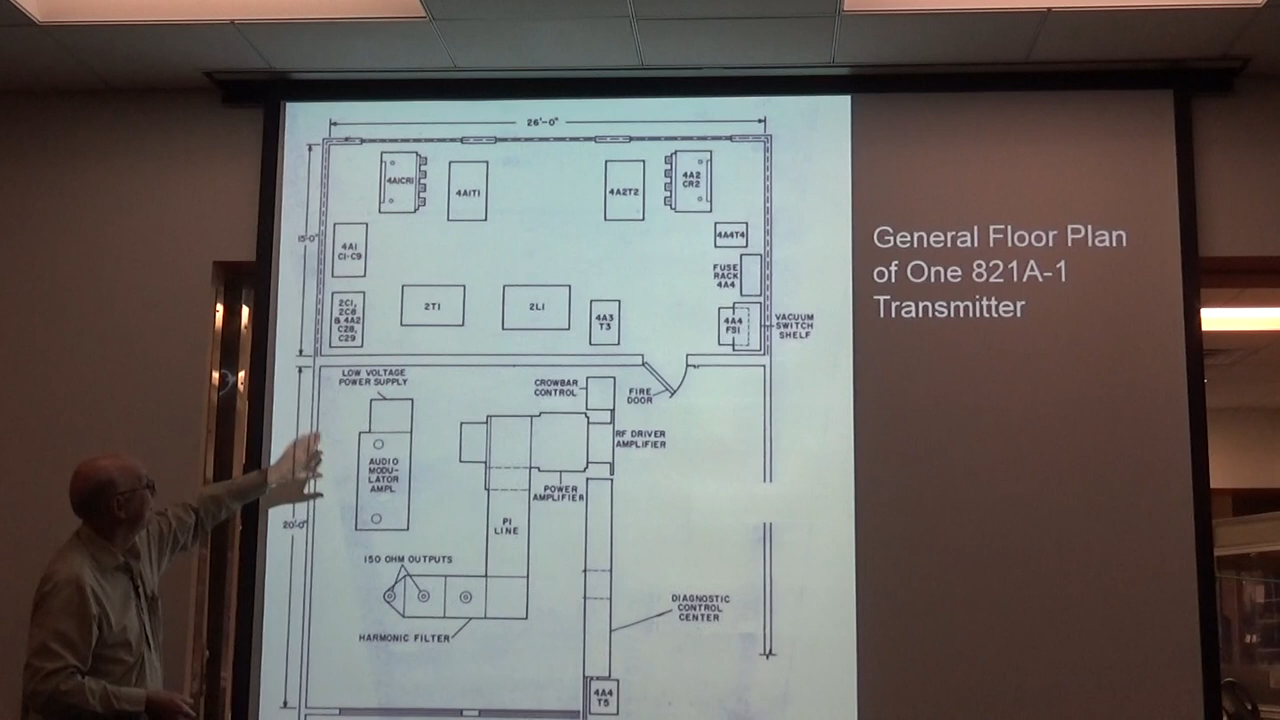 26'-0"
4A1CR1
4A1T1
4A2T2
4A2
CR2
15'-0"
4A1
C1-C9
4A4T4
FUSE
RACK
4A4
2C1,
2C8
& 4A2
C28,
C29
2T1
2L1
4A3
T3
4A4
FS1
VACUUM
SWITCH
SHELF
General Floor Plan
of One 821A-1
Transmitter
LOW VOLTAGE
POWER SUPPLY
CROWBAR
CONTROL
FIRE
DOOR
RF DRIVER
AMPLIFIER
AUDIO
MODU-
LATOR
AMPL
POWER
AMPLIFIER
PI
LINE
20'-0"
150 OHM OUTPUTS
HARMONIC FILTER
DIAGNOSTIC
CONTROL
CENTER
4A4
T5